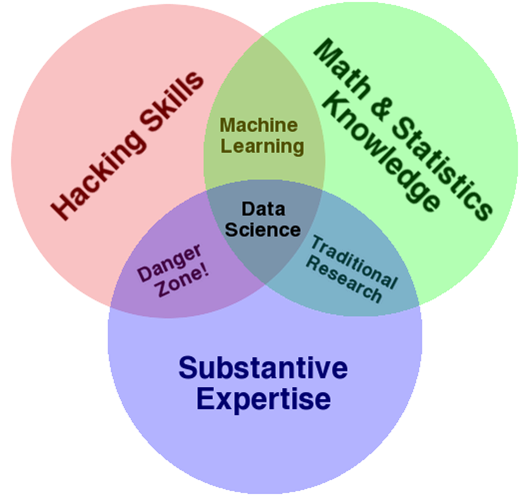 Hacking Skills
Math & Statistics
Knowledge
Machine
Learning
Data
Science
Danger
Zone!
Traditional
Research
Substantive
Expertise